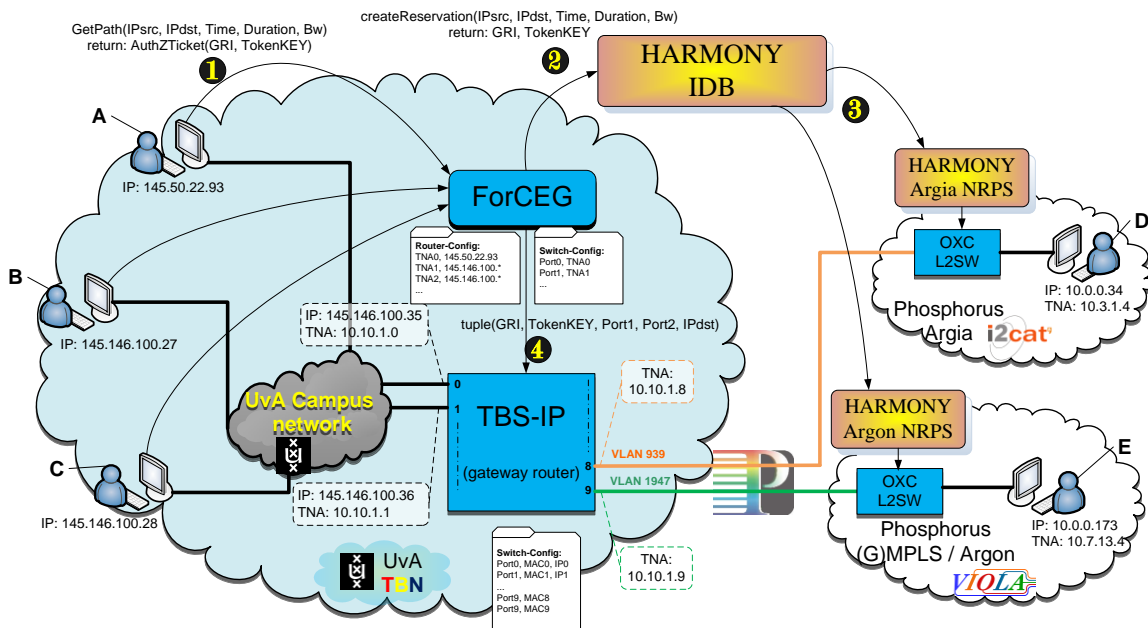 GetPath(IPsrc, IPdst, Time, Duration, Bw)
return: AuthZTicket(GRI, TokenKEY)
1
createReservation(IPsrc, IPdst, Time, Duration, Bw)
return: GRI, TokenKEY
2
HARMONY
IDB
3
A
IP: 145.50.22.93
ForCEG
HARMONY
Argia NRPS
D
OXC
L2SW
IP: 10.0.0.34
TNA: 10.3.1.4
Phosphorus
Argia
i2cat
Router-Config:
TNA0, 145.50.22.93
TNA1, 145.146.100.*
TNA2, 145.146.100.*
...
Switch-Config:
Port0, TNA0
Port1, TNA1
...
B
IP: 145.146.100.27
IP: 145.146.100.35
TNA: 10.10.1.0
tuple(GRI, TokenKEY, Port1, Port2, IPdst)
4
TNA:
10.10.1.8
UvA Campus
network
0
1
TBS-IP
(gateway router)
8
9
VLAN 939
VLAN 1947
P
HARMONY
Argon NRPS
E
OXC
L2SW
IP: 10.0.0.173
TNA: 10.7.13.4
Phosphorus
(G)MPLS / Argon
VIOLA
C
IP: 145.146.100.28
IP: 145.146.100.36
TNA: 10.10.1.1
UvA
TBN
Switch-Config:
Port0, MAC0, IP0
Port1, MAC1, IP1
...
Port9, MAC8
Port9, MAC9
TNA:
10.10.1.9